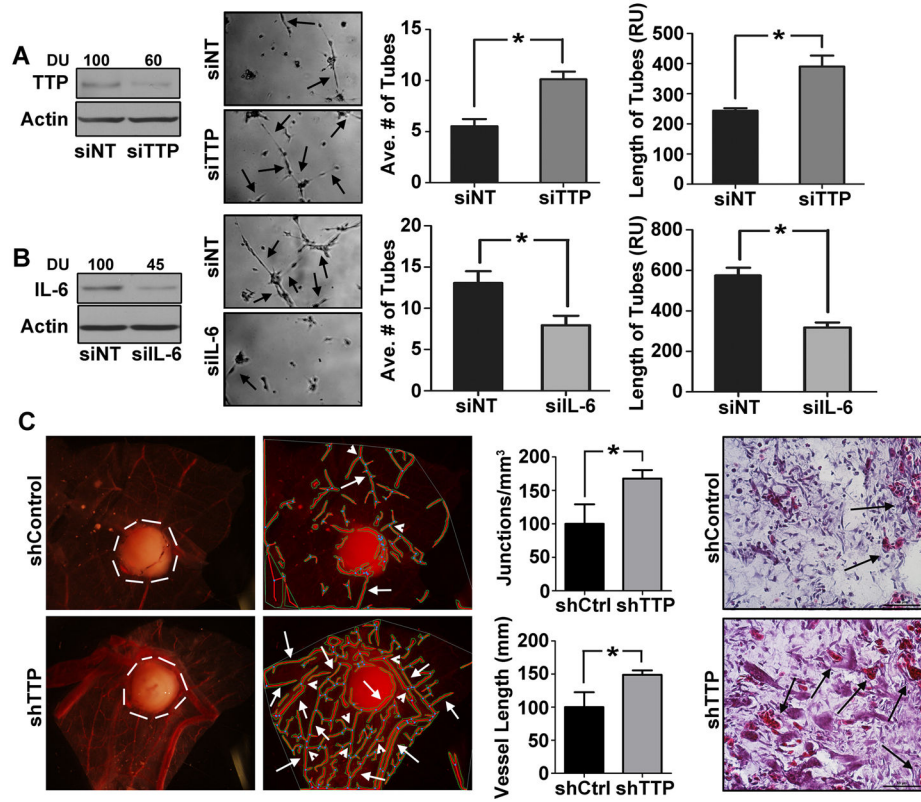 A
DU 100 60
TTP
Actin
siNT siTTP
siNT
siTTP
Ave. # of Tubes
15
10
5
0
*
siNT siTTP
Length of Tubes (RU)
500
400
300
200
100
0
*
siNT siTTP
B
DU 100 45
IL-6
Actin
siNT siIL-6
siNT
siIL-6
Ave. # of Tubes
20
15
10
5
0
*
siNT siIL-6
Length of Tubes (RU)
800
600
400
200
0
*
siNT siIL-6
C
shControl
shTTP
Junctions/mm³
200
150
100
50
0
*
shCtrl shTTP
Vessel Length (mm)
200
150
100
50
0
*
shCtrl shTTP
shControl
shTTP